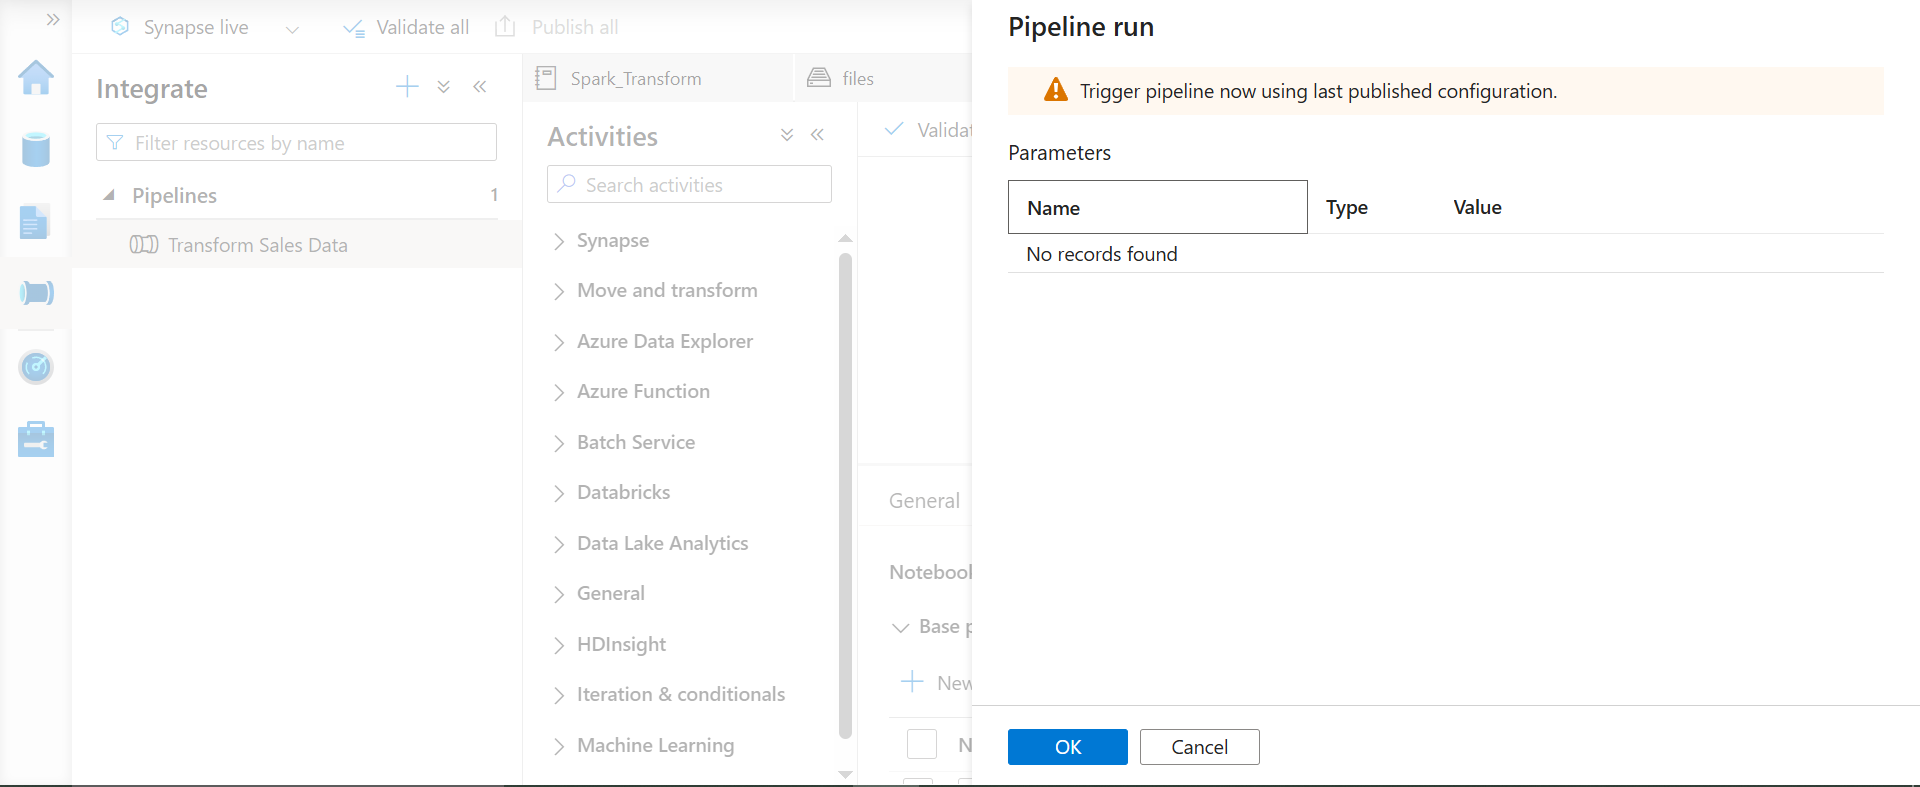 Synapse live
Validate all
Publish all
Integrate
Filter resources by name
Pipelines 1
Transform Sales Data
Spark_Transform
files
Activities
Search activities
Synapse
Move and transform
Azure Data Explorer
Azure Function
Batch Service
Databricks
Data Lake Analytics
General
HDInsight
Iteration & conditionals
Machine Learning
Validat
General
Notebook
Base p
New
N
Pipeline run
Trigger pipeline now using last published configuration.
Parameters
Name Type Value
No records found
OK Cancel